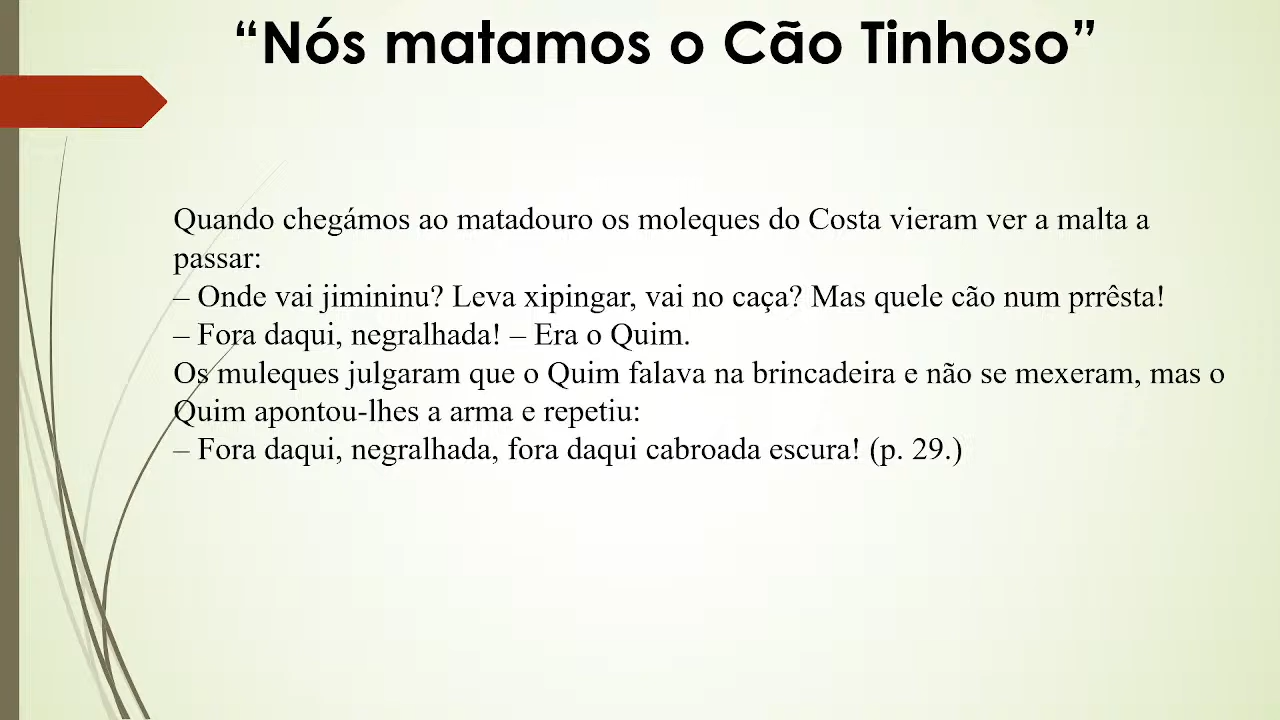 “Nós matamos o Cão Tinhoso”
Quando chegámos ao matadouro os moleques do Costa vieram ver a malta a
passar:
– Onde vai jimininu? Leva xipingar, vai no caça? Mas quele cão num prrêsta!
– Fora daqui, negralhada! – Era o Quim.
Os muleques julgaram que o Quim falava na brincadeira e não se mexeram, mas o
Quim apontou-lhes a arma e repetiu:
– Fora daqui, negralhada, fora daqui cabroada escura! (p. 29.)